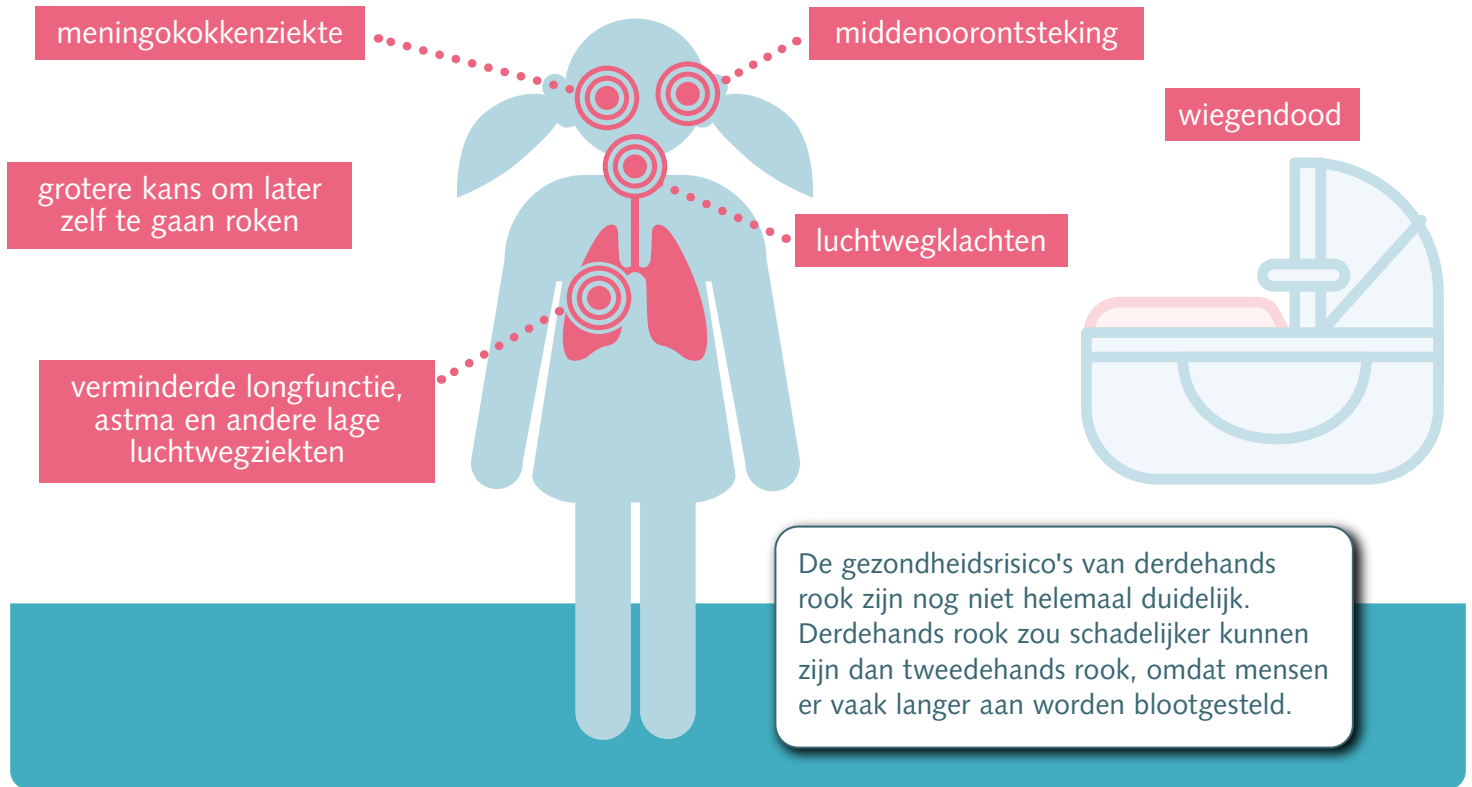 meningokokkenziekte
middenoorontsteking
wiegendood
grotere kans om later
zelf te gaan roken
luchtwegklachten
verminderde longfunctie,
astma en andere lage
luchtwegziekten
De gezondheidsrisico's van derdehands
rook zijn nog niet helemaal duidelijk.
Derdehands rook zou schadelijker kunnen
zijn dan tweedehands rook, omdat mensen
er vaak langer aan worden blootgesteld.